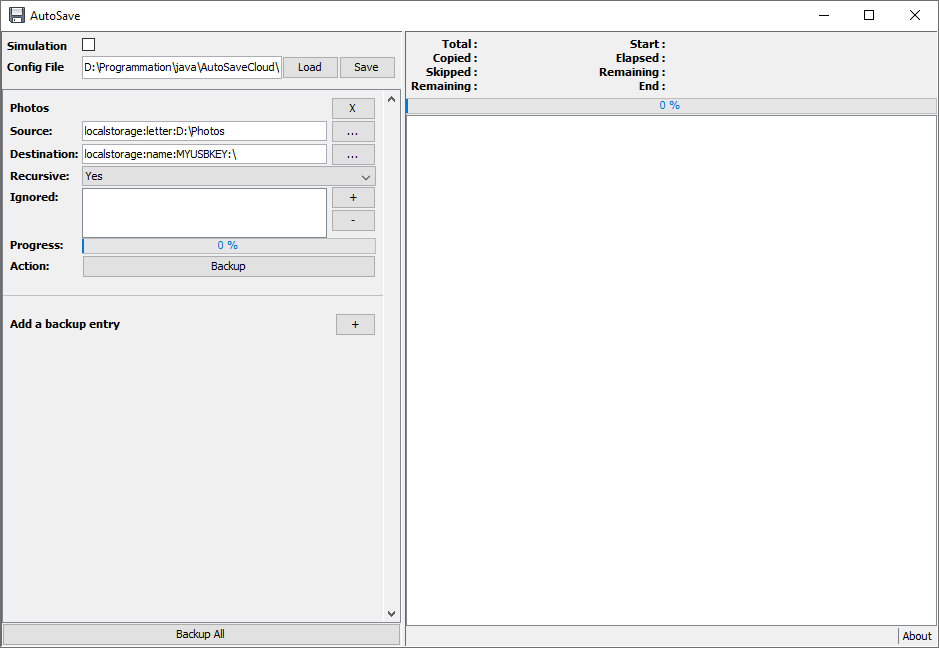 AutoSave
Simulation
Config File D:\Programmation\java\AutoSaveCloud\ Load Save
Photos X
Source: localstorage:letter:D:\Photos ...
Destination: localstorage:name:MYUSBKEY:\ ...
Recursive: Yes
Ignored: +
-
Progress: 0 %
Action: Backup
Add a backup entry +
Backup All
Total : Start :
Copied : Elapsed :
Skipped : Remaining :
Remaining : End :
0 %
About